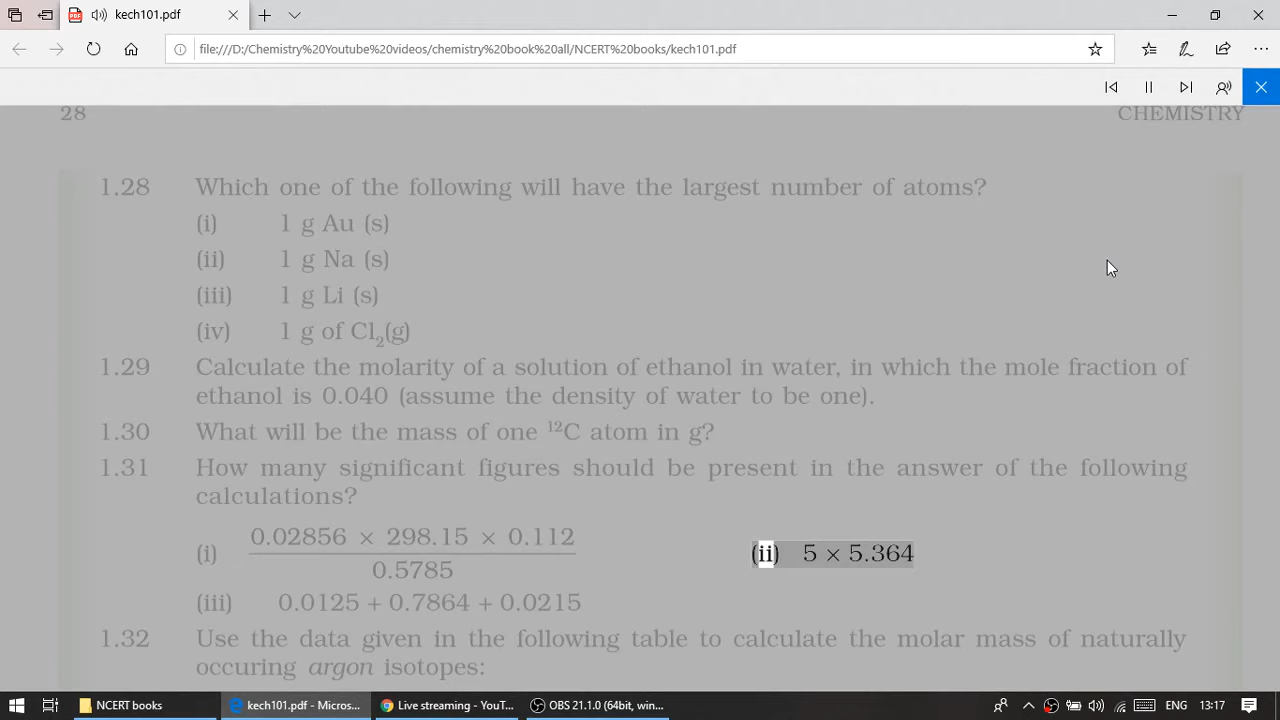 kech101.pdf
file:///D:/Chemistry%20Youtube%20videos/chemistry%20book%20all/NCERT%20books/kech101.pdf
28 CHEMISTRY
1.28 Which one of the following will have the largest number of atoms?
(i) 1 g Au (s)
(ii) 1 g Na (s)
(iii) 1 g Li (s)
(iv) 1 g of Cl₂(g)
1.29 Calculate the molarity of a solution of ethanol in water, in which the mole fraction of
ethanol is 0.040 (assume the density of water to be one).
1.30 What will be the mass of one ¹²C atom in g?
1.31 How many significant figures should be present in the answer of the following
calculations?
(i) 0.02856 × 298.15 × 0.112
0.5785
(ii) 5 × 5.364
(iii) 0.0125 + 0.7864 + 0.0215
1.32 Use the data given in the following table to calculate the molar mass of naturally
occuring argon isotopes:
NCERT books kech101.pdf - Micros... Live streaming - YouT... OBS 21.1.0 (64bit, win... ENG 13:17